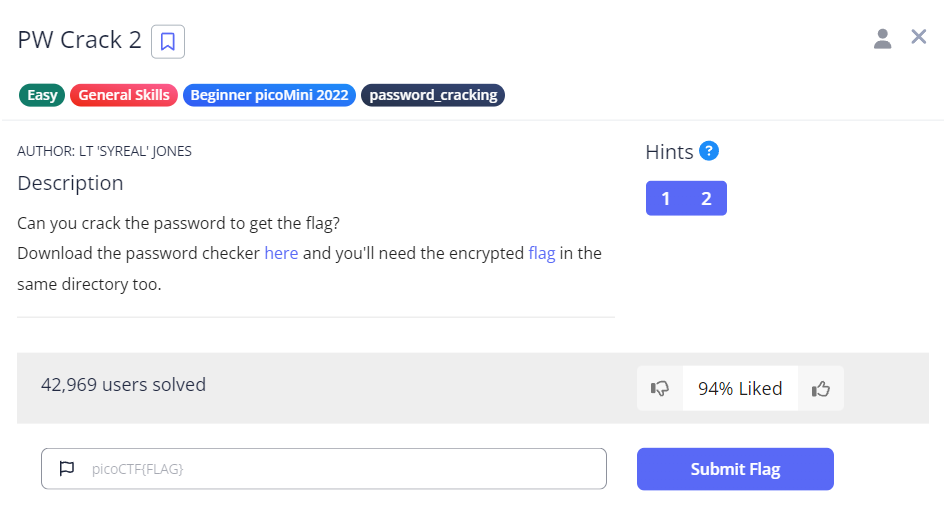 PW Crack 2
Easy General Skills Beginner picoMini 2022 password_cracking
AUTHOR: LT 'SYREAL' JONES
Description
Can you crack the password to get the flag?
Download the password checker here and you'll need the encrypted flag in the
same directory too.
Hints ?
1 2
42,969 users solved
94% Liked
picoCTF{FLAG}
Submit Flag